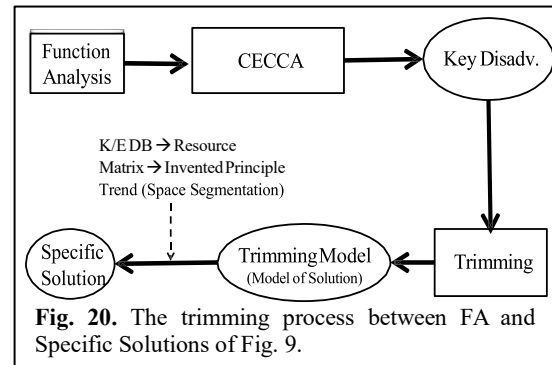 Function
Analysis
CECCA
Key Disadv.
K/E DB → Resource
Matrix → Invented Principle
Trend (Space Segmentation)
Specific
Solution
Trimming Model
(Model of Solution)
Trimming
Fig. 20. The trimming process between FA and
Specific Solutions of Fig. 9.